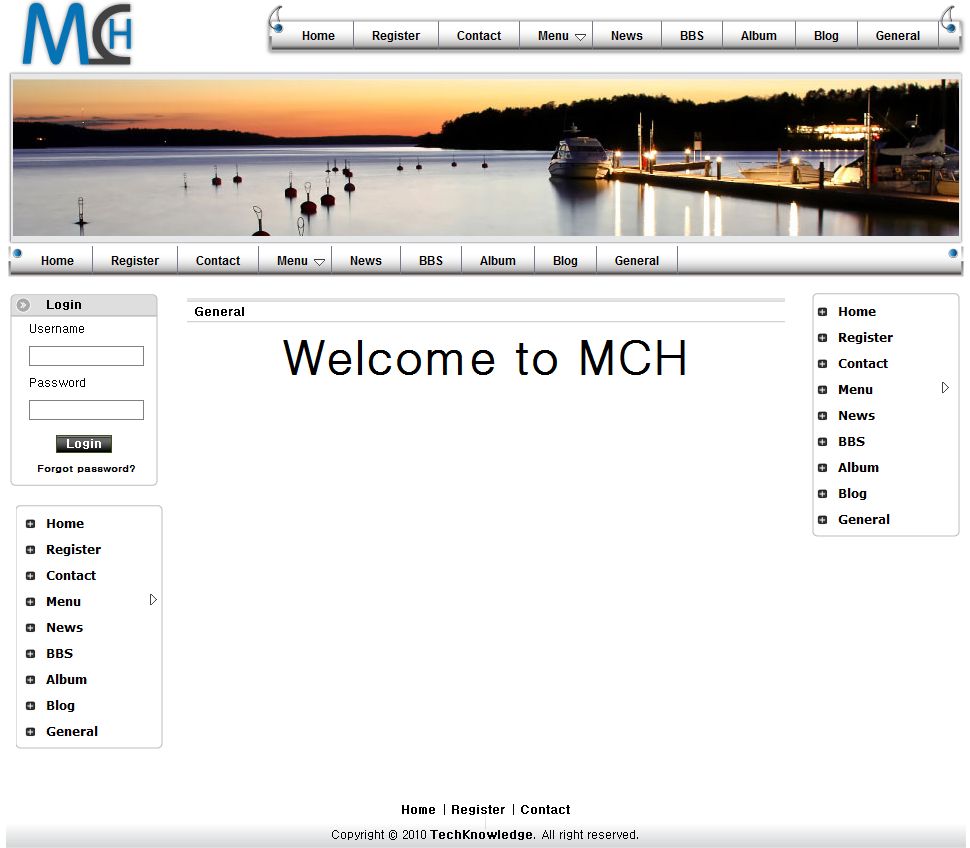 MCH
Home Register Contact Menu News BBS Album Blog General
Home Register Contact Menu News BBS Album Blog General
Login
Username
Password
Login
Forgot password?
Home
Register
Contact
Menu
News
BBS
Album
Blog
General
General
Welcome to MCH
Home
Register
Contact
Menu
News
BBS
Album
Blog
General
Home | Register | Contact
Copyright © 2010 TechKnowledge. All right reserved.